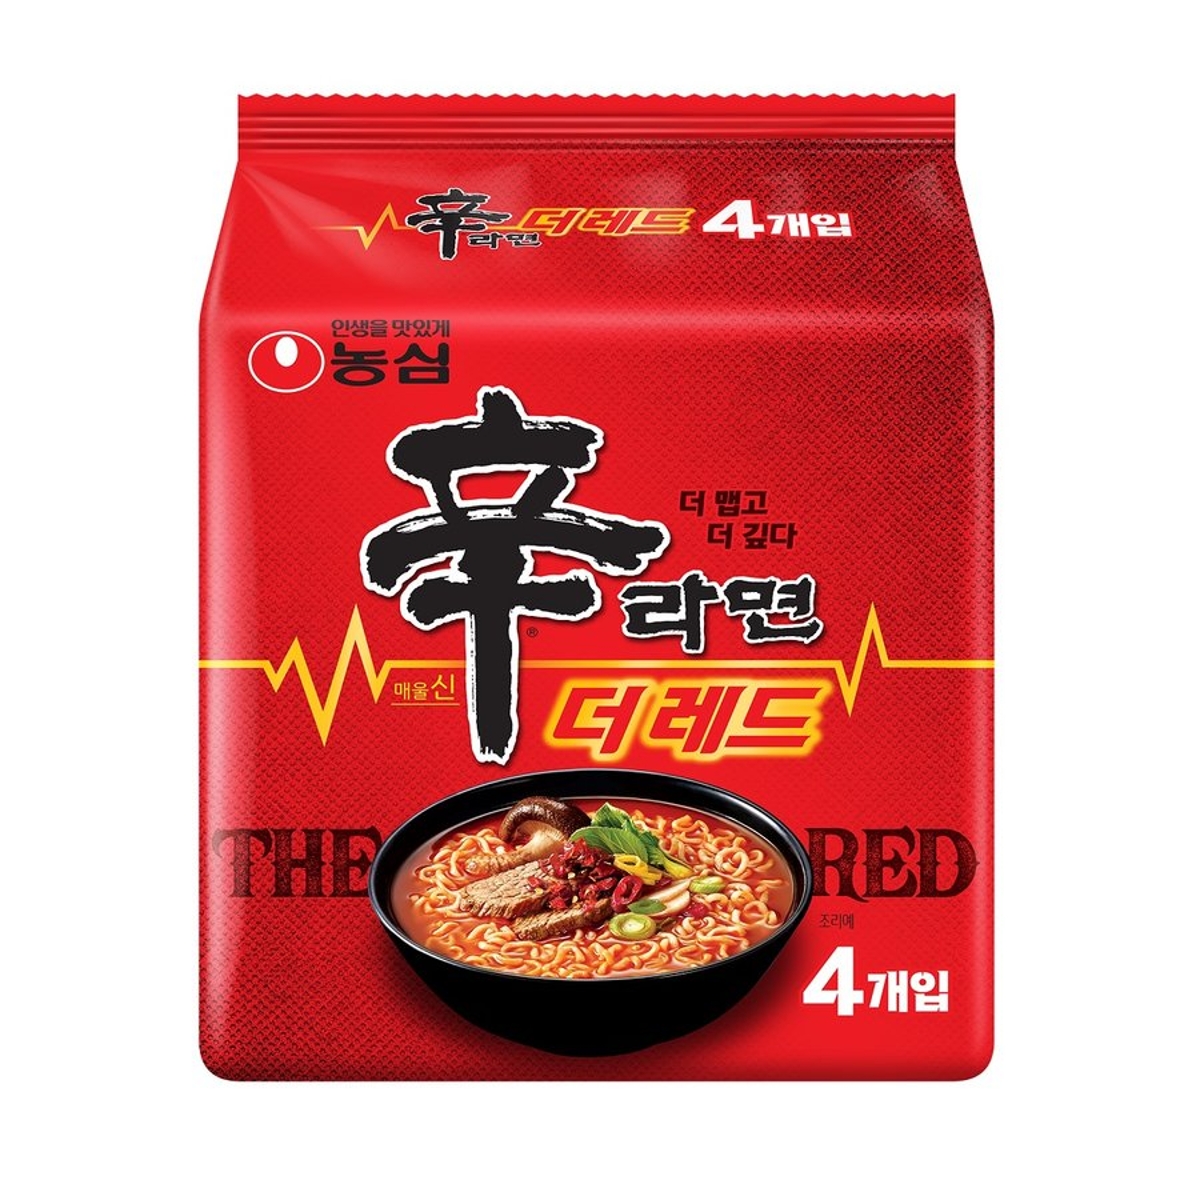 辛라면 더레드 4개입
인생을 맛있게
농심
辛라면
더 맵고
더 깊다
®
매울 신
더레드
THE RED
조리예
4개입